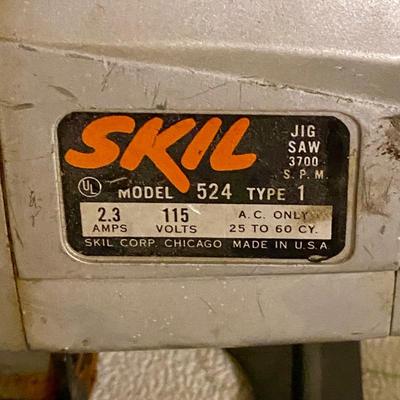 SKIL
JIG
SAW
3700
S.P.M.
UL
MODEL 524 TYPE 1
2.3 115 A.C. ONLY
AMPS VOLTS 25 TO 60 CY.
SKIL CORP. CHICAGO MADE IN U.S.A